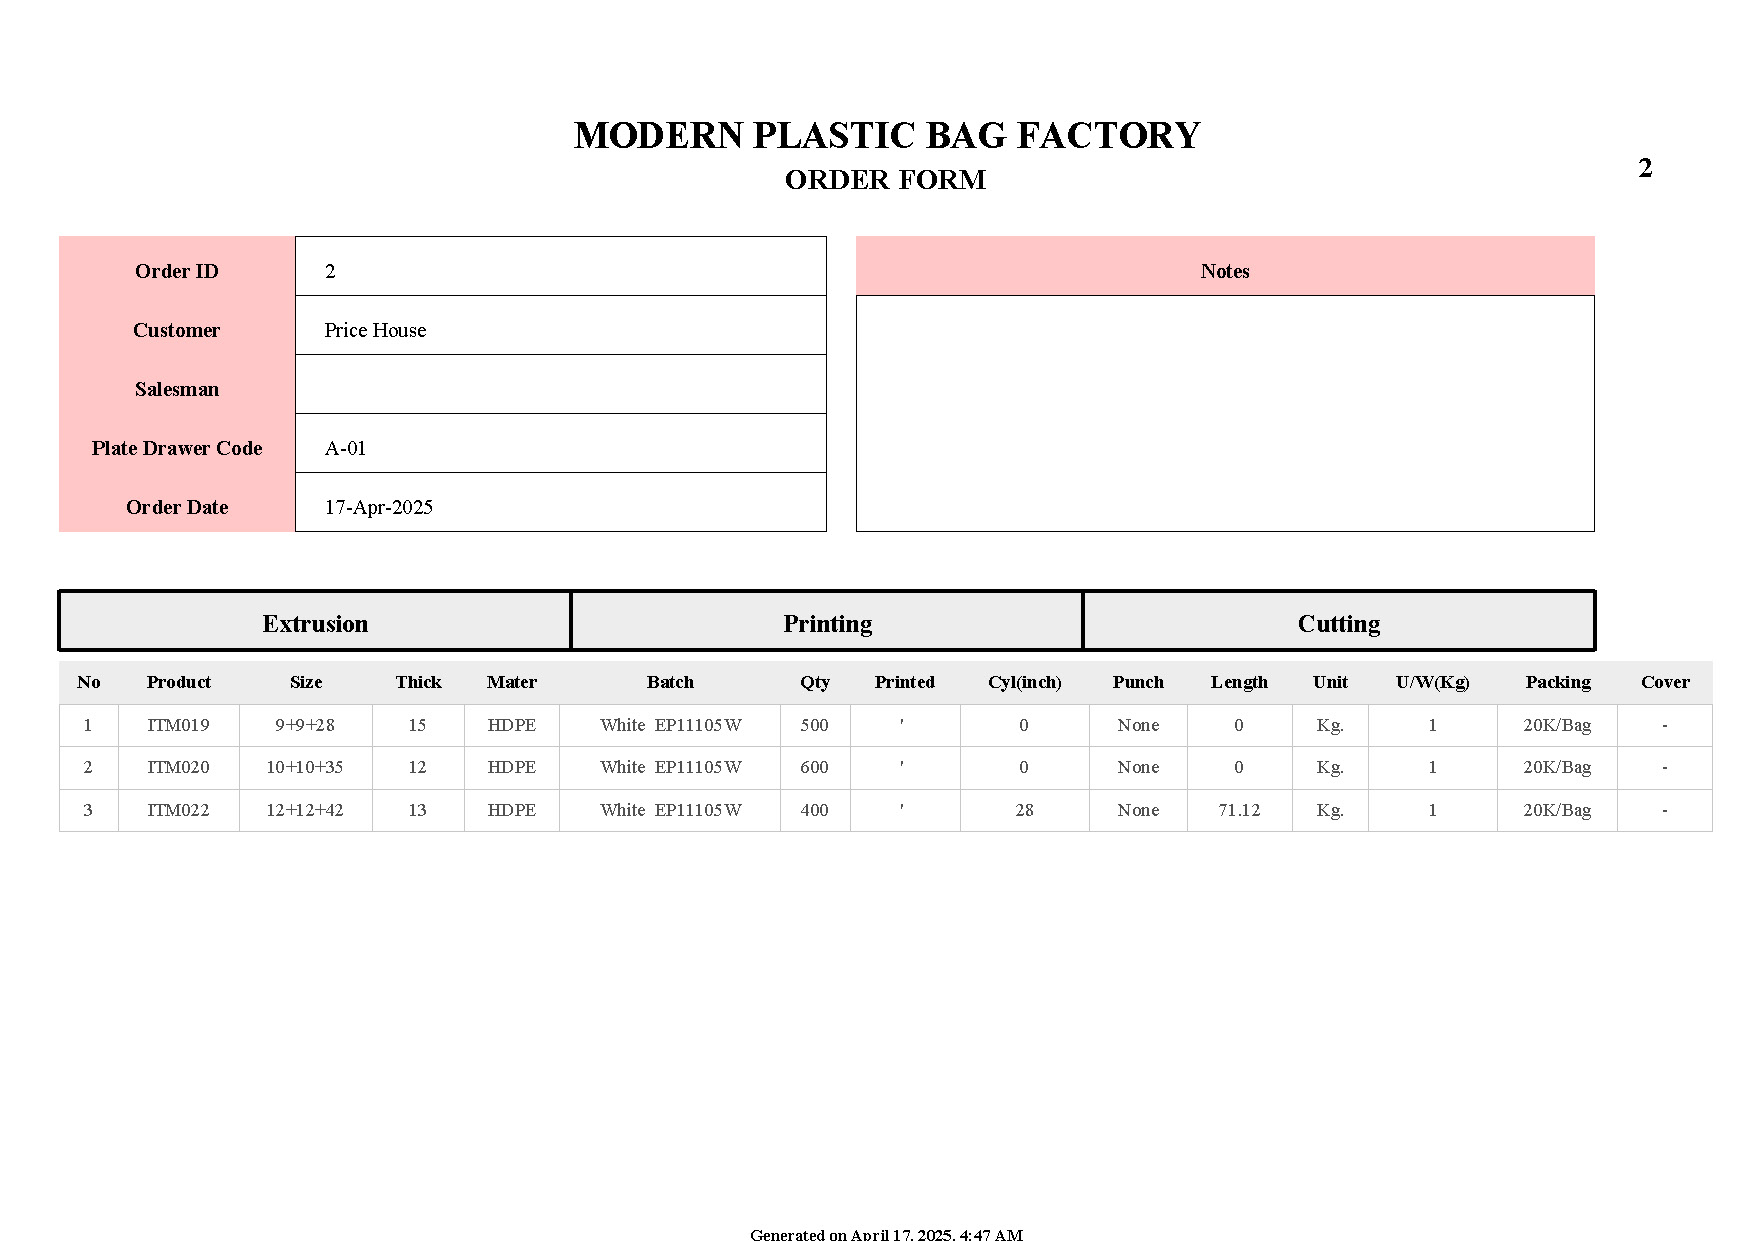 MODERN PLASTIC BAG FACTORY
ORDER FORM
2
Order ID 2
Customer Price House
Salesman
Plate Drawer Code A-01
Order Date 17-Apr-2025
Notes
Extrusion Printing Cutting
No Product Size Thick Mater Batch Qty Printed Cyl(inch) Punch Length Unit U/W(Kg) Packing Cover
1 ITM019 9+9+28 15 HDPE White EP11105W 500 ' 0 None 0 Kg. 1 20K/Bag -
2 ITM020 10+10+35 12 HDPE White EP11105W 600 ' 0 None 0 Kg. 1 20K/Bag -
3 ITM022 12+12+42 13 HDPE White EP11105W 400 ' 28 None 71.12 Kg. 1 20K/Bag -
Generated on April 17, 2025, 4:47 AM